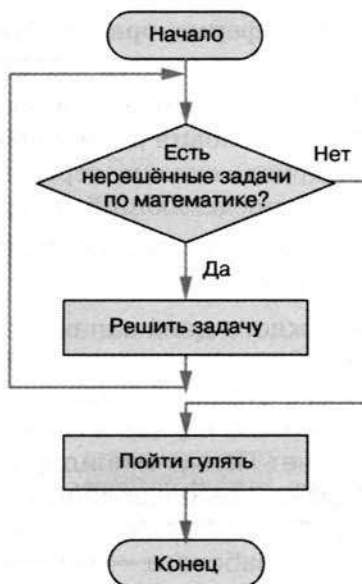 Начало
Есть
нерешённые задачи
по математике?
Нет
Да
Решить задачу
Пойти гулять
Конец